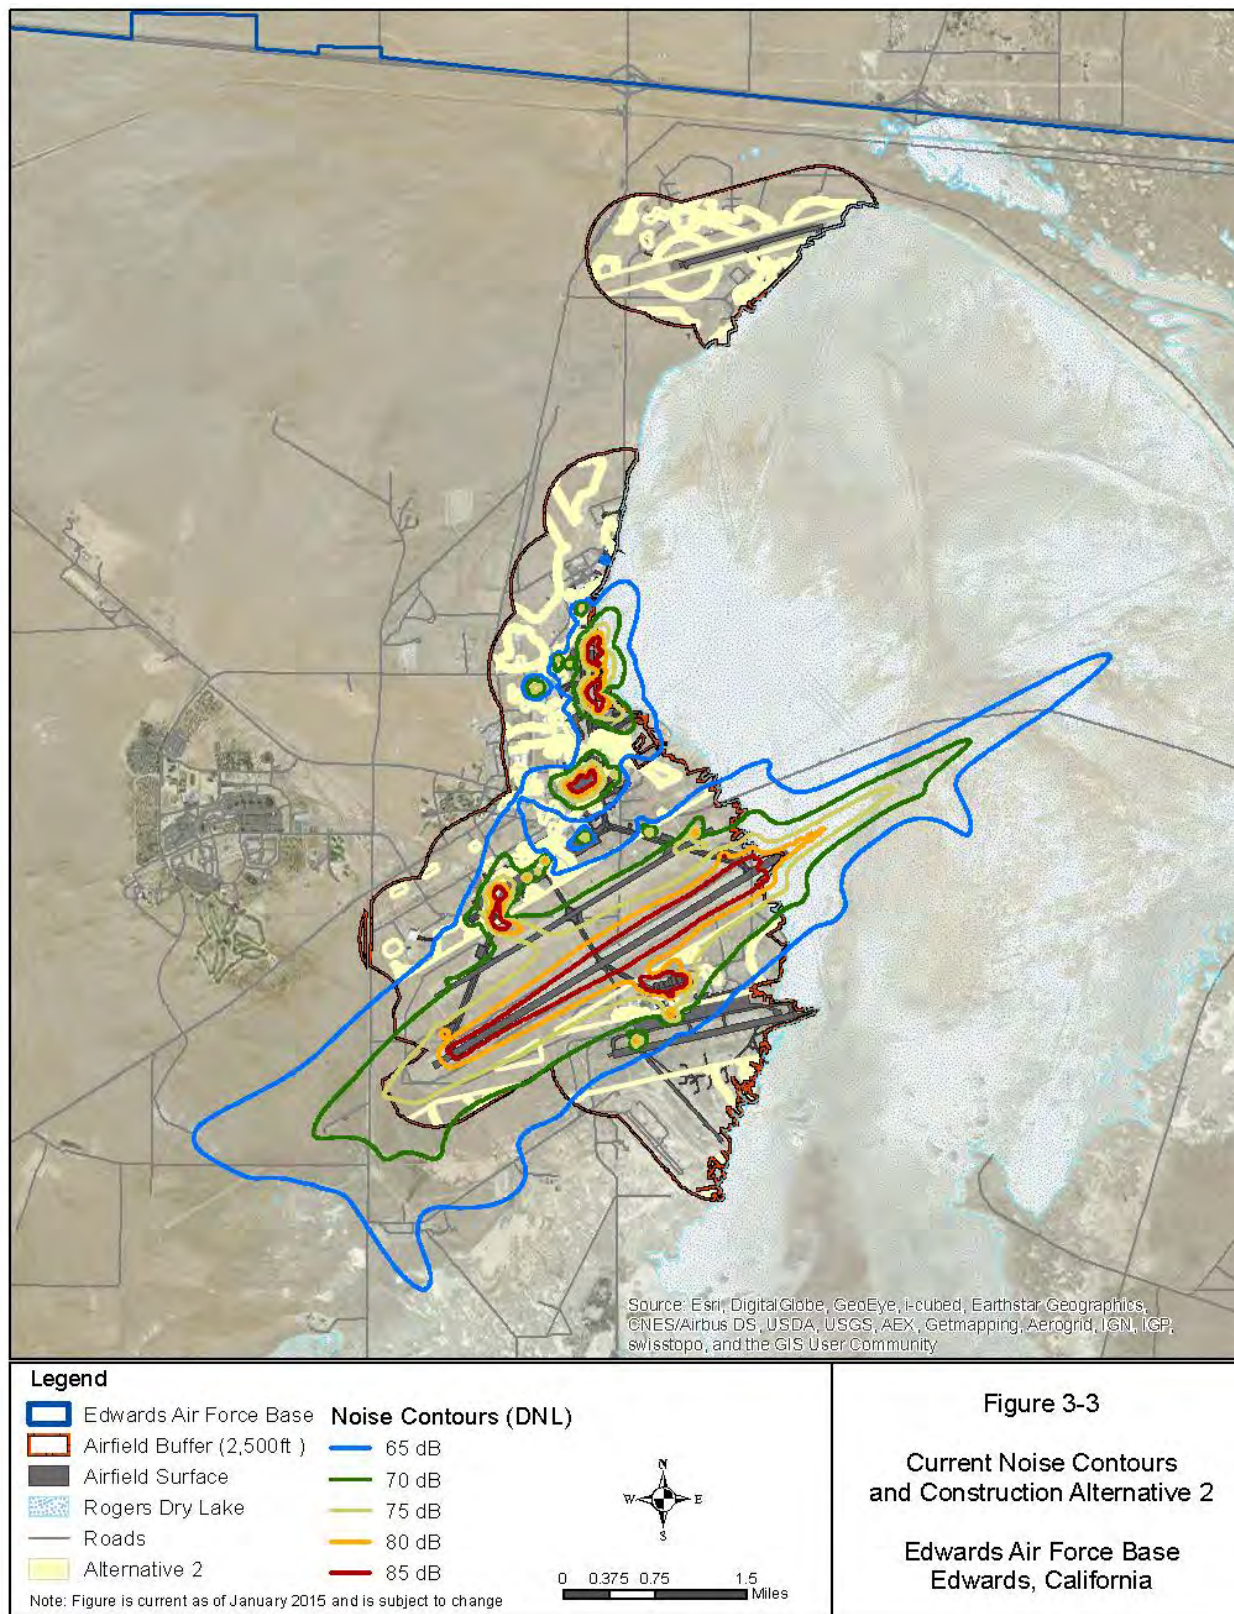 Source: Esri, DigitalGlobe, GeoEye, i-cubed, Earthstar Geographics,
CNES/Airbus DS, USDA, USGS, AEX, Getmapping, Aerogrid, IGN, IGP,
swisstopo, and the GIS User Community
Legend
Edwards Air Force Base
Airfield Buffer (2,500ft )
Airfield Surface
Rogers Dry Lake
Roads
Alternative 2
Note: Figure is current as of January 2015 and is subject to change
Noise Contours (DNL)
65 dB
70 dB
75 dB
80 dB
85 dB
N
W E
S
0 0.375 0.75 1.5
Miles
Figure 3-3
Current Noise Contours
and Construction Alternative 2
Edwards Air Force Base
Edwards, California